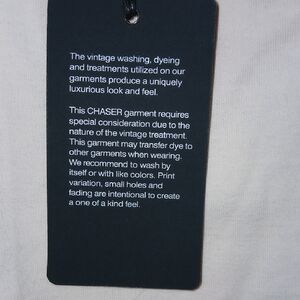 The vintage washing, dyeing
and treatments utilized on our
garments produce a uniquely
luxurious look and feel.
This CHASER garment requires
special consideration due to the
nature of the vintage treatment.
This garment may transfer dye to
other garments when wearing.
We recommend to wash by
itself or with like colors. Print
variation, small holes and
fading are intentional to create
a one of a kind feel.